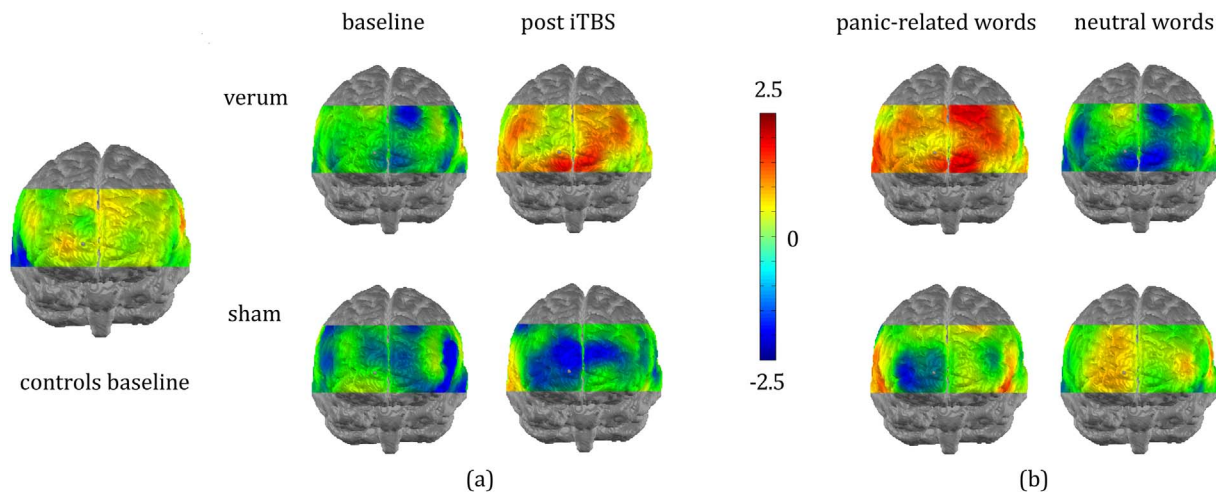 baseline
post iTBS
panic-related words
neutral words
verum
2.5
0
-2.5
sham
controls baseline
(a)
(b)